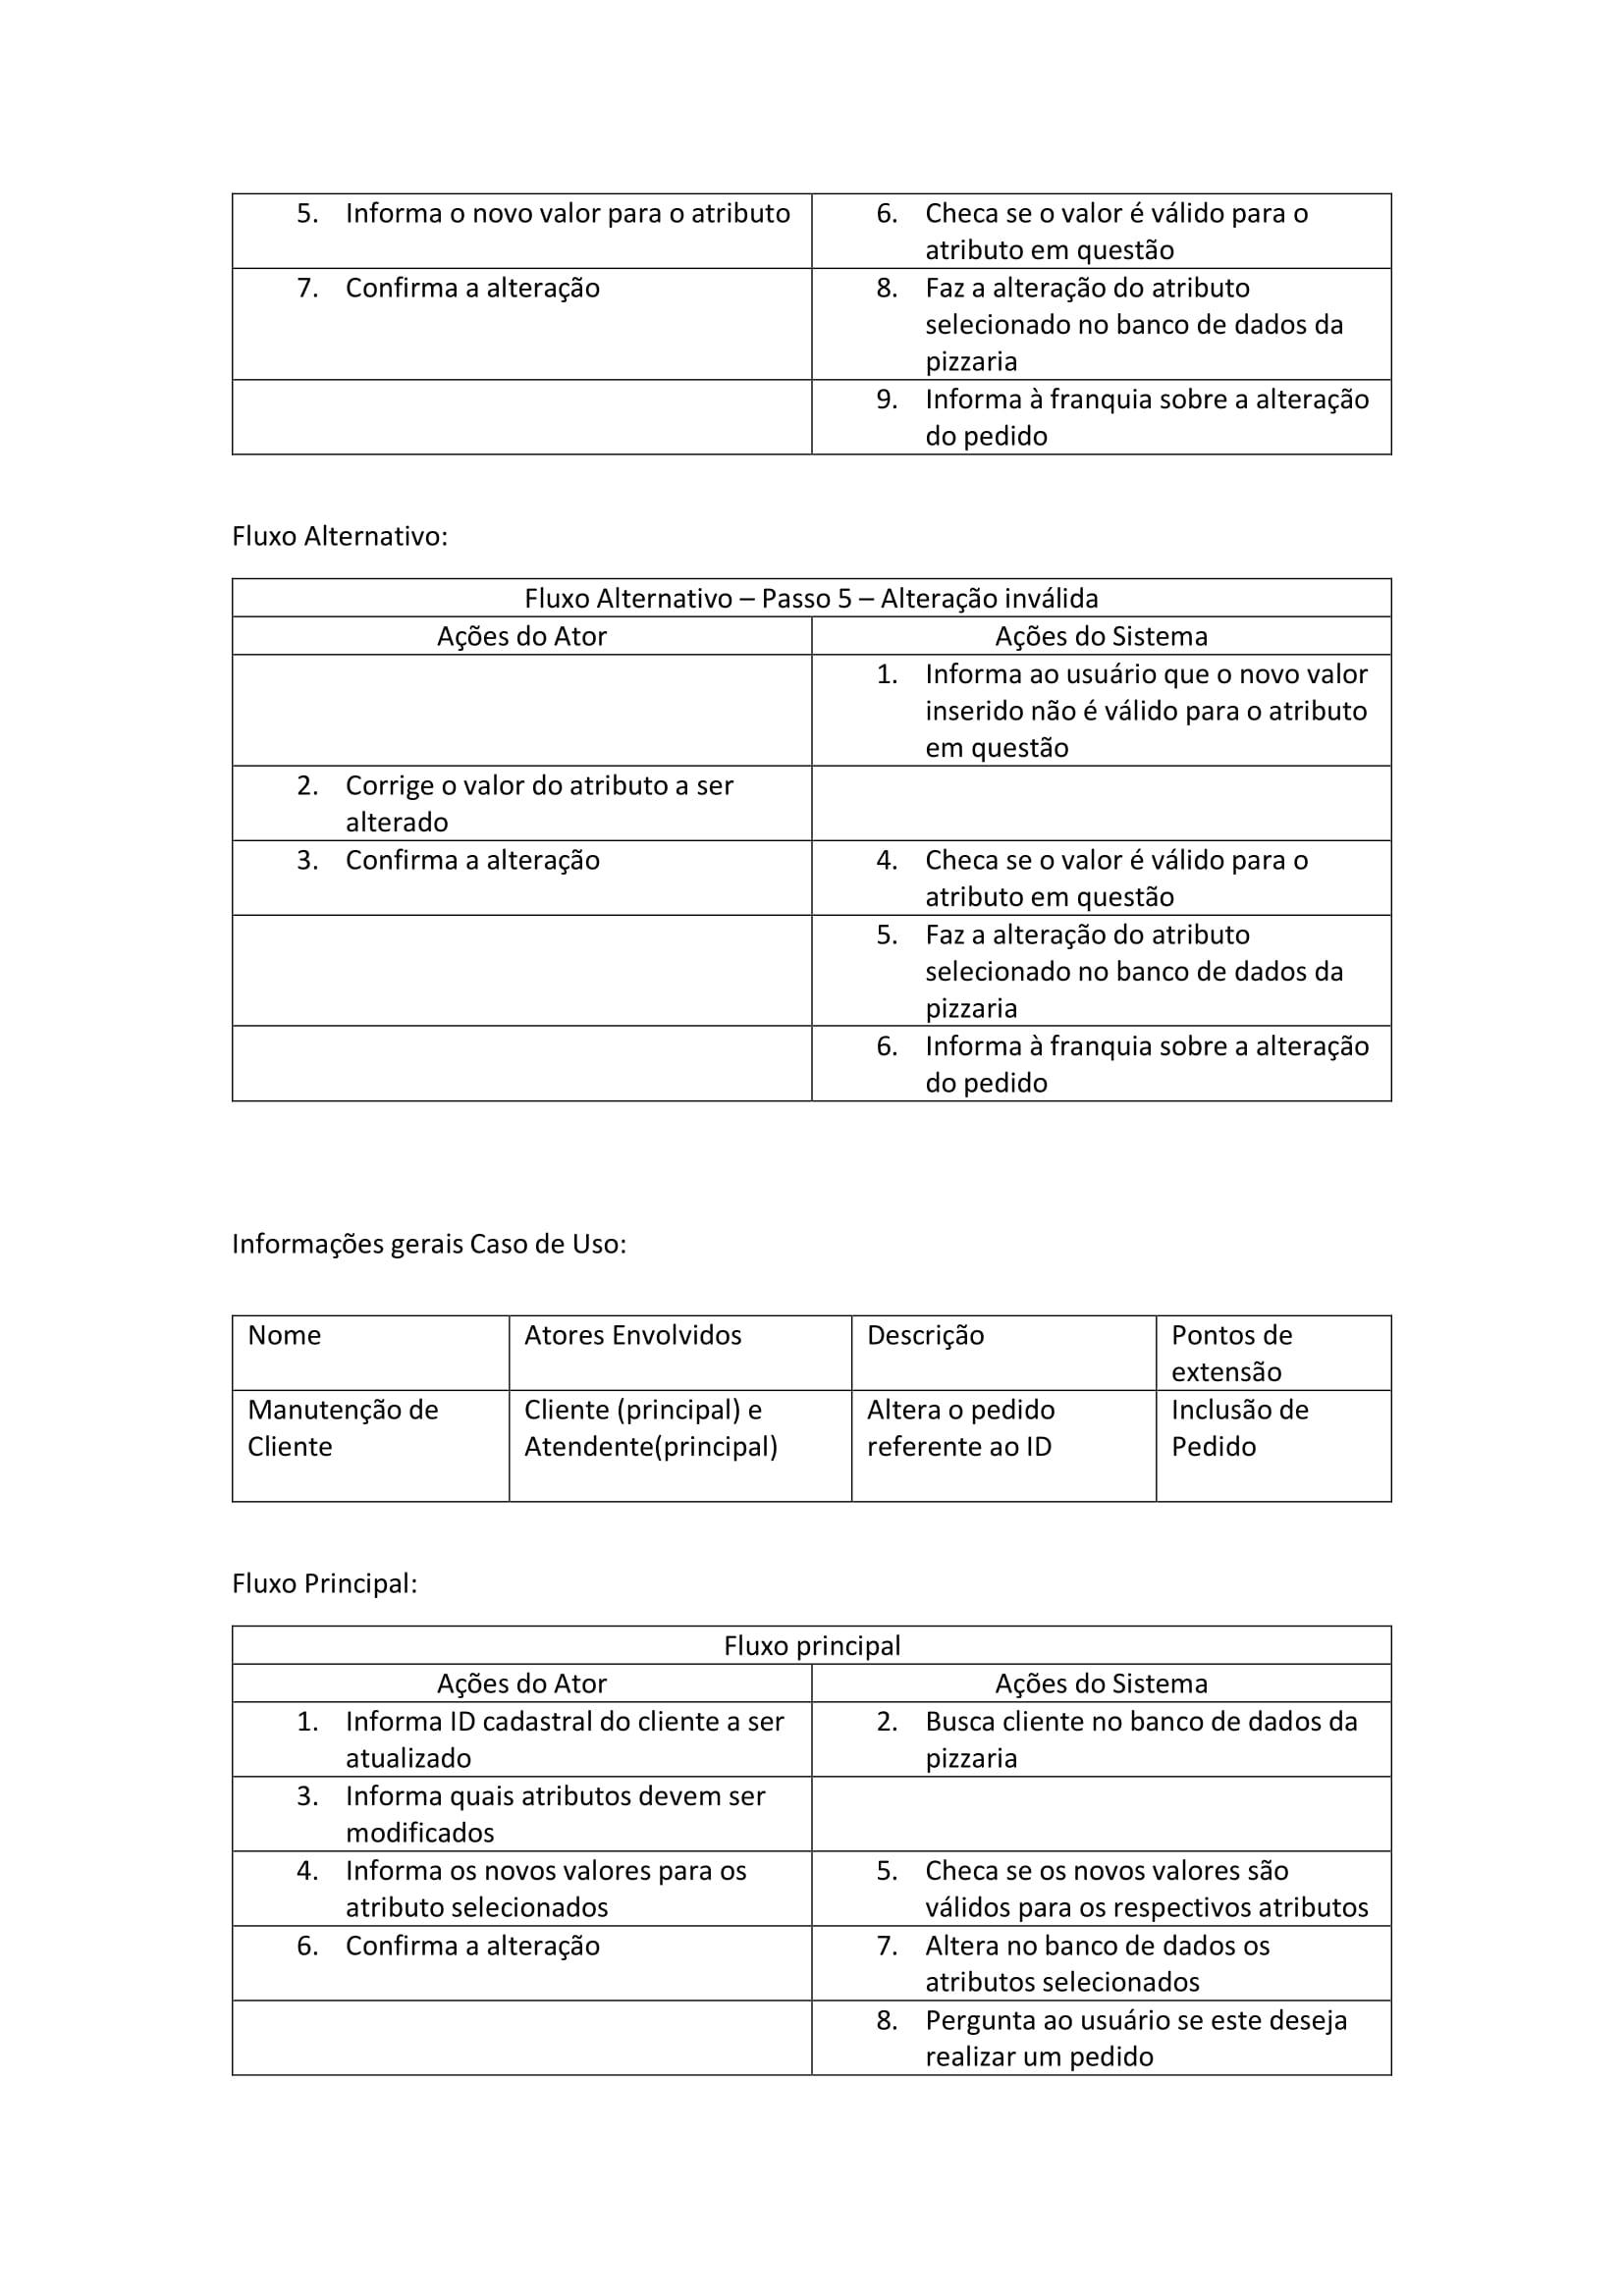 5. Informa o novo valor para o atributo
6. Checa se o valor é válido para o
atributo em questão
7. Confirma a alteração
8. Faz a alteração do atributo
selecionado no banco de dados da
pizzaria
9. Informa à franquia sobre a alteração
do pedido
Fluxo Alternativo:
Fluxo Alternativo – Passo 5 – Alteração inválida
Ações do Ator
Ações do Sistema
1. Informa ao usuário que o novo valor
inserido não é válido para o atributo
em questão
2. Corrige o valor do atributo a ser
alterado
3. Confirma a alteração
4. Checa se o valor é válido para o
atributo em questão
5. Faz a alteração do atributo
selecionado no banco de dados da
pizzaria
6. Informa à franquia sobre a alteração
do pedido
Informações gerais Caso de Uso:
Nome
Atores Envolvidos
Descrição
Pontos de
extensão
Manutenção de
Cliente
Cliente (principal) e
Atendente(principal)
Altera o pedido
referente ao ID
Inclusão de
Pedido
Fluxo Principal:
Fluxo principal
Ações do Ator
Ações do Sistema
1. Informa ID cadastral do cliente a ser
atualizado
2. Busca cliente no banco de dados da
pizzaria
3. Informa quais atributos devem ser
modificados
4. Informa os novos valores para os
atributo selecionados
5. Checa se os novos valores são
válidos para os respectivos atributos
6. Confirma a alteração
7. Altera no banco de dados os
atributos selecionados
8. Pergunta ao usuário se este deseja
realizar um pedido